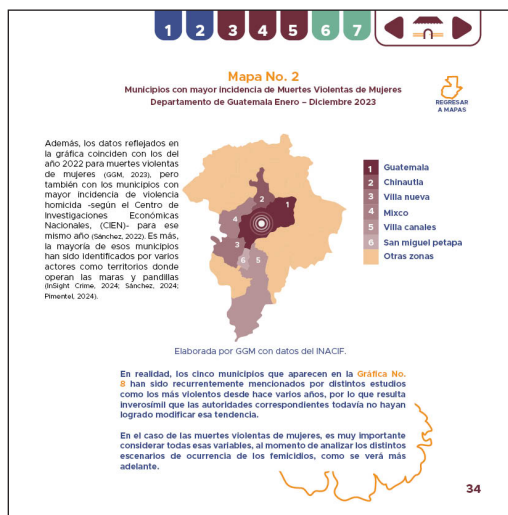 1 2 3 4 5 6 7
Mapa No. 2
Municipios con mayor incidencia de Muertes Violentas de Mujeres
Departamento de Guatemala Enero – Diciembre 2023
REGRESAR
A MAPAS
Además, los datos reflejados en
la gráfica coinciden con los del
año 2022 para muertes violentas
de mujeres (GGM, 2023), pero
también con los municipios con
mayor incidencia de violencia
homicida -según el Centro de
Investigaciones Económicas
Nacionales, (CIEN)- para ese
mismo año (Sánchez, 2022). Es más,
la mayoría de esos municipios
han sido identificados por varios
actores como territorios donde
operan las maras y pandillas
(InSight Crime, 2024; Sánchez, 2024;
Pimentel, 2024).
2
1
4
3
6 5
1 Guatemala
2 Chinautla
3 Villa nueva
4 Mixco
5 Villa canales
6 San miguel petapa
Otras zonas
Elaborada por GGM con datos del INACIF.
En realidad, los cinco municipios que aparecen en la Gráfica No.
8 han sido recurrentemente mencionados por distintos estudios
como los más violentos desde hace varios años, por lo que resulta
inverosímil que las autoridades correspondientes todavía no hayan
logrado modificar esa tendencia.
En el caso de las muertes violentas de mujeres, es muy importante
considerar todas esas variables, al momento de analizar los distintos
escenarios de ocurrencia de los femicidios, como se verá más
adelante.
34